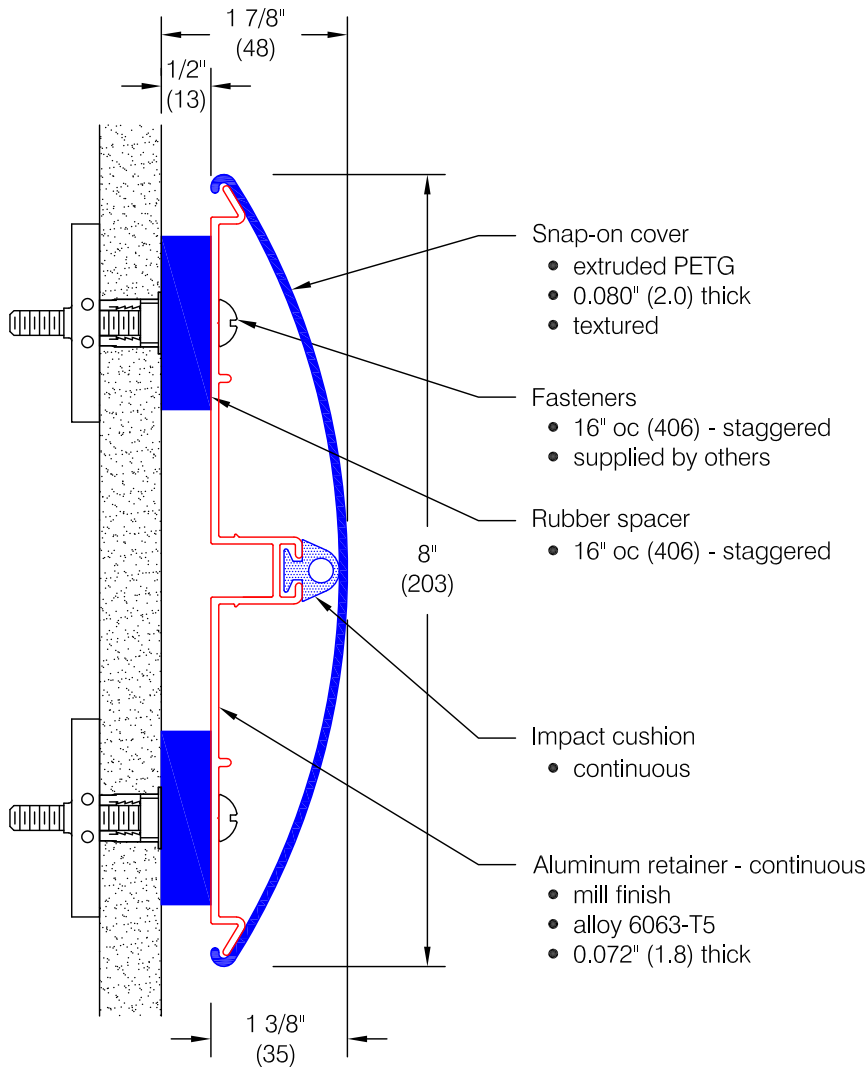 1 7/8"
(48)
1/2"
(13)
Snap-on cover
• extruded PETG
• 0.080" (2.0) thick
• textured
Fasteners
• 16" oc (406) - staggered
• supplied by others
Rubber spacer
• 16" oc (406) - staggered
8"
(203)
Impact cushion
• continuous
Aluminum retainer - continuous
• mill finish
• alloy 6063-T5
• 0.072" (1.8) thick
1 3/8"
(35)